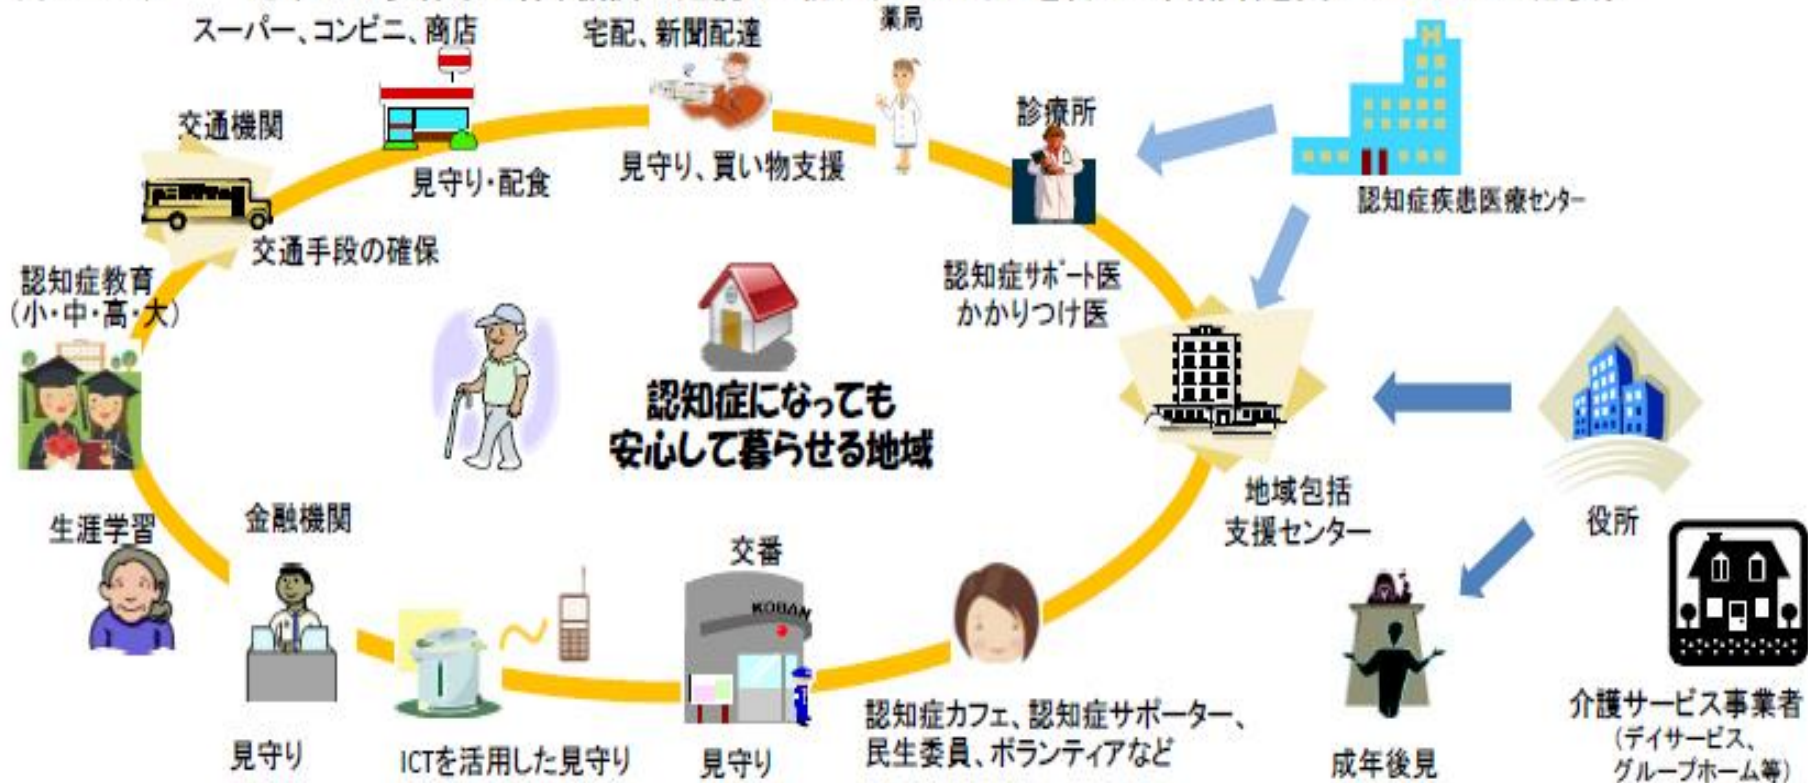 スーパー、コンビニ、商店
宅配、新聞配達
薬局
交通機関
診療所
見守り・配食
見守り、買い物支援
認知症疾患医療センター
交通手段の確保
認知症教育
(小・中・高・大)
認知症サポート医
かかりつけ医
認知症になっても
安心して暮らせる地域
地域包括
支援センター
役所
生涯学習
金融機関
交番
KOBAN
H
見守り
ICTを活用した見守り
見守り
認知症カフェ、認知症サポーター、
民生委員、ボランティアなど
成年後見
介護サービス事業者
(デイサービス、
グループホーム等)